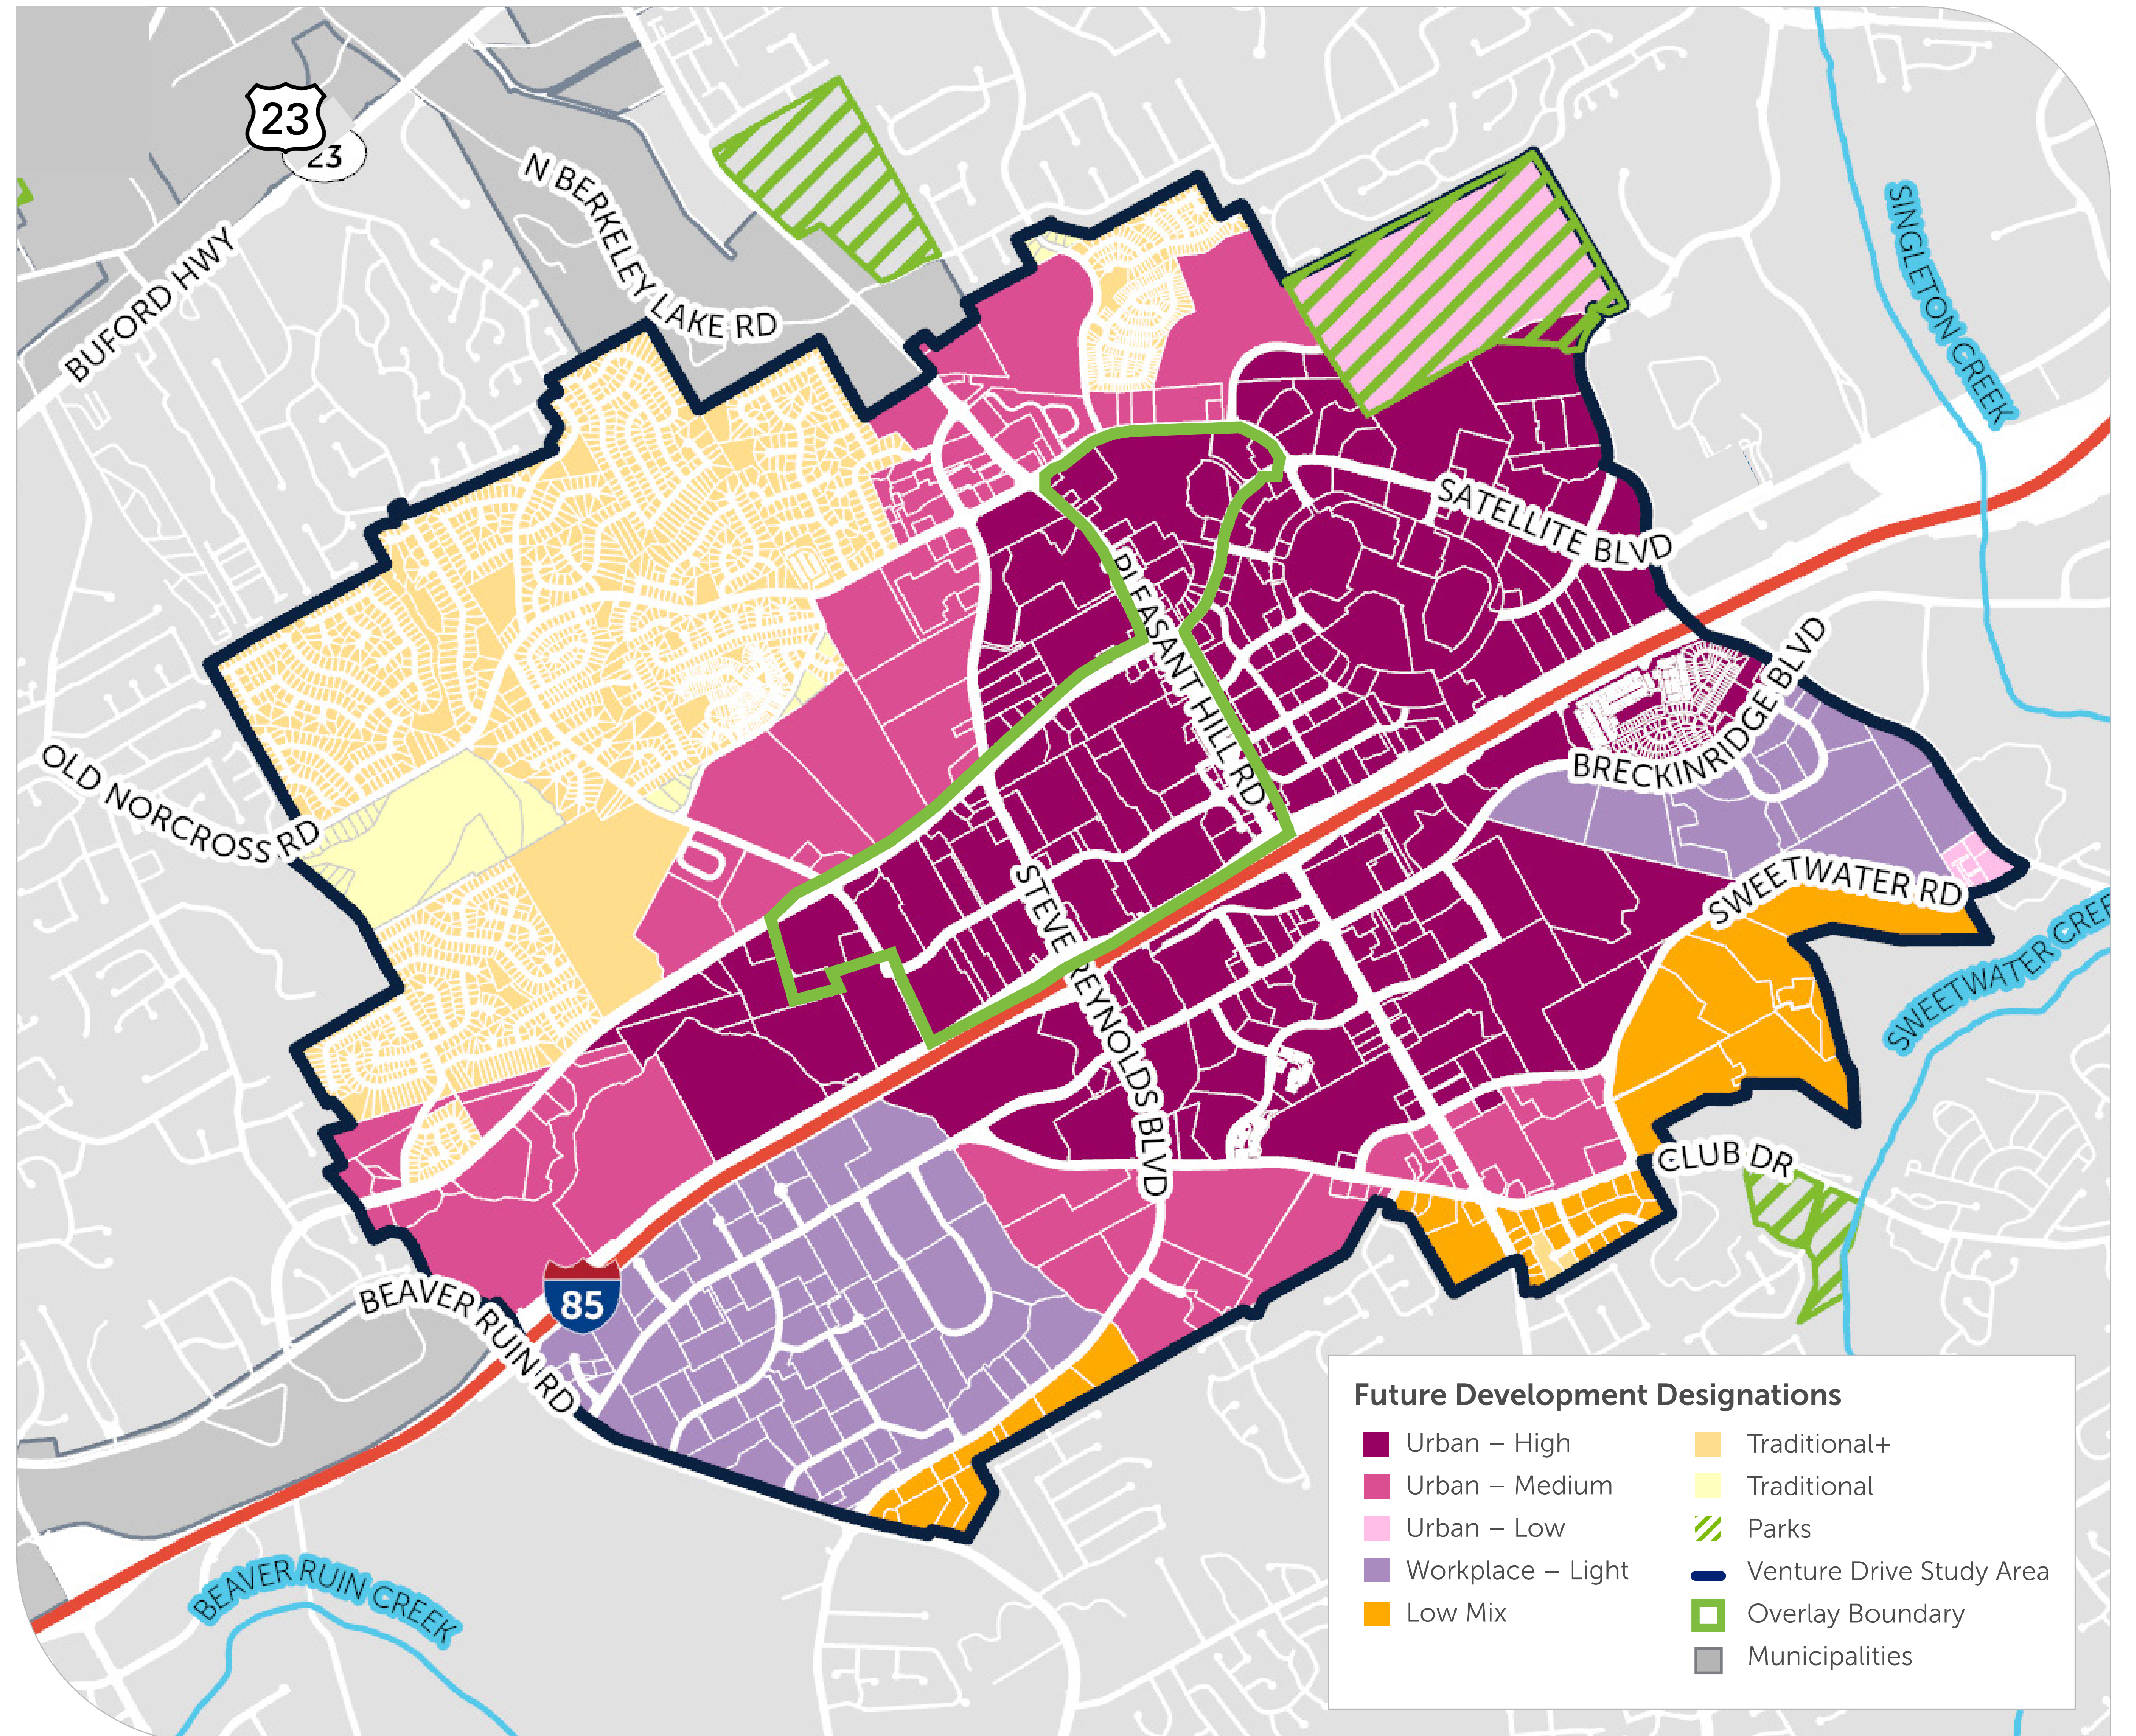 23
23
N BERKELEY LAKE RD
BUFORD HWY
SINGLETON CREEK
SATELLITE BLVD
PLEASANT HILL RD
BRECKINRIDGE BLVD
OLD NORCROSS RD
SWEETWATER RD
STEVE REYNOLDS BLVD
SWEETWATER CREE
CLUB DR
BEAVER RUIN RD
85
BEAVER RUIN CREEK
Future Development Designations
Urban – High
Urban – Medium
Urban – Low
Workplace – Light
Low Mix
Traditional+
Traditional
Parks
Venture Drive Study Area
Overlay Boundary
Municipalities